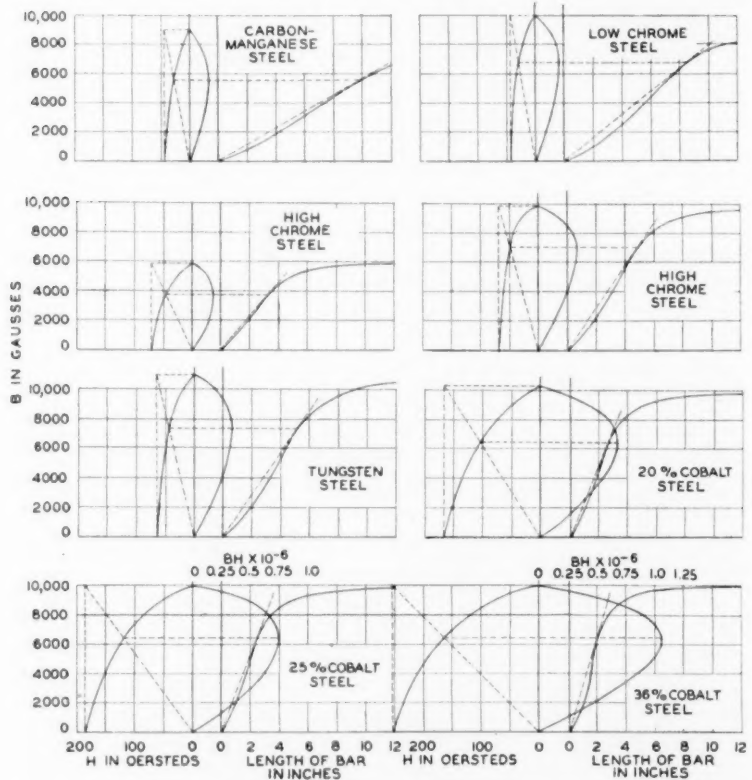 10,000
8000
6000
4000
2000
0
CARBON-
MANGANESE
STEEL
LOW CHROME
STEEL
10,000
8000
6000
4000
2000
0
HIGH
CHROME
STEEL
HIGH
CHROME
STEEL
B IN GAUSSES
10,000
8000
6000
4000
2000
0
TUNGSTEN
STEEL
20 % COBALT
STEEL
BH X 10-6
0 0.25 0.5 0.75 1.0
BH X 10-6
0 0.25 0.5 0.75 1.0 1.25
10,000
8000
6000
4000
2000
0
25 % COBALT
STEEL
36 % COBALT
STEEL
200 100 0 0 2 4 6 8 10 12 200 100 0 0 2 4 6 8 10 12
H IN OERSTEDS
LENGTH OF BAR
IN INCHES
H IN OERSTEDS
LENGTH OF BAR
IN INCHES